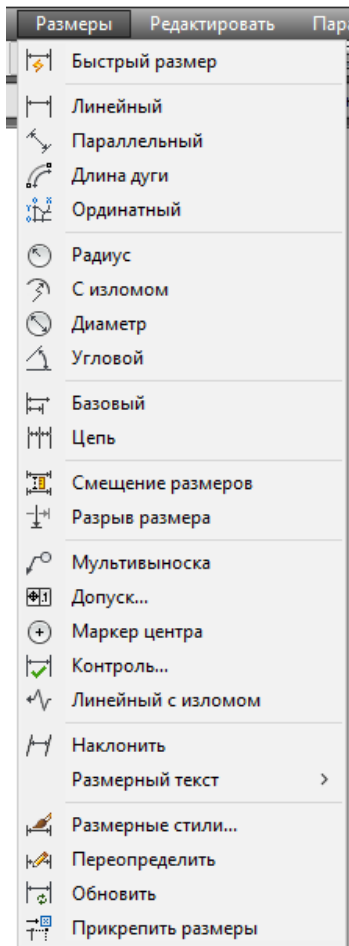 Размеры Редактировать
Быстрый размер
Линейный
Параллельный
Длина дуги
Ординатный
Радиус
С изломом
Диаметр
Угловой
Базовый
Цепь
Смещение размеров
Разрыв размера
Мультивыноска
Допуск...
Маркер центра
Контроль...
Линейный с изломом
Наклонить
Размерный текст
Размерные стили...
Переопределить
Обновить
Прикрепить размеры